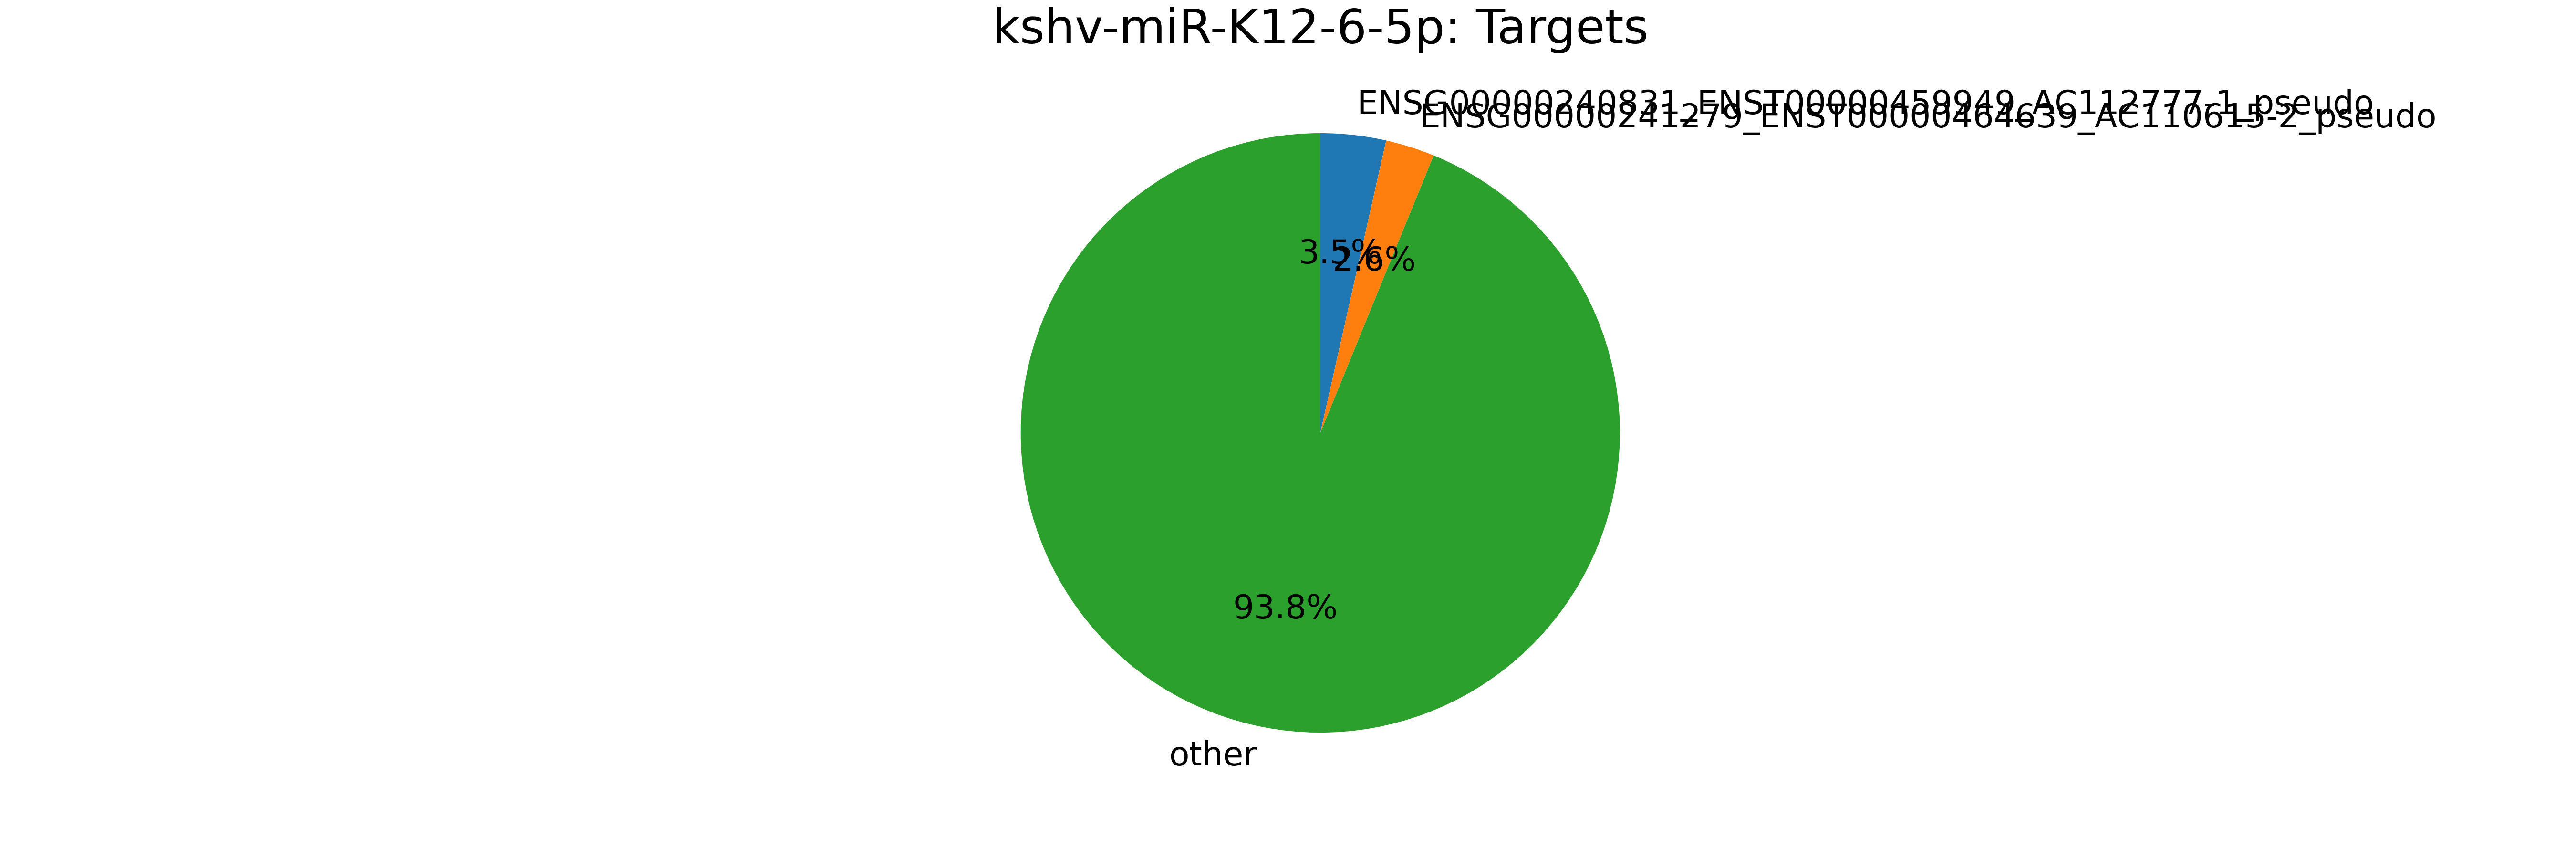 kshv-miR-K12-6-5p: Targets
ENSG00000240831_ENST00000459949_AC112777-1_pseudo
ENSG00000241279_ENST00000464639_AC110615-2_pseudo
3.5%
2.6%
93.8%
other